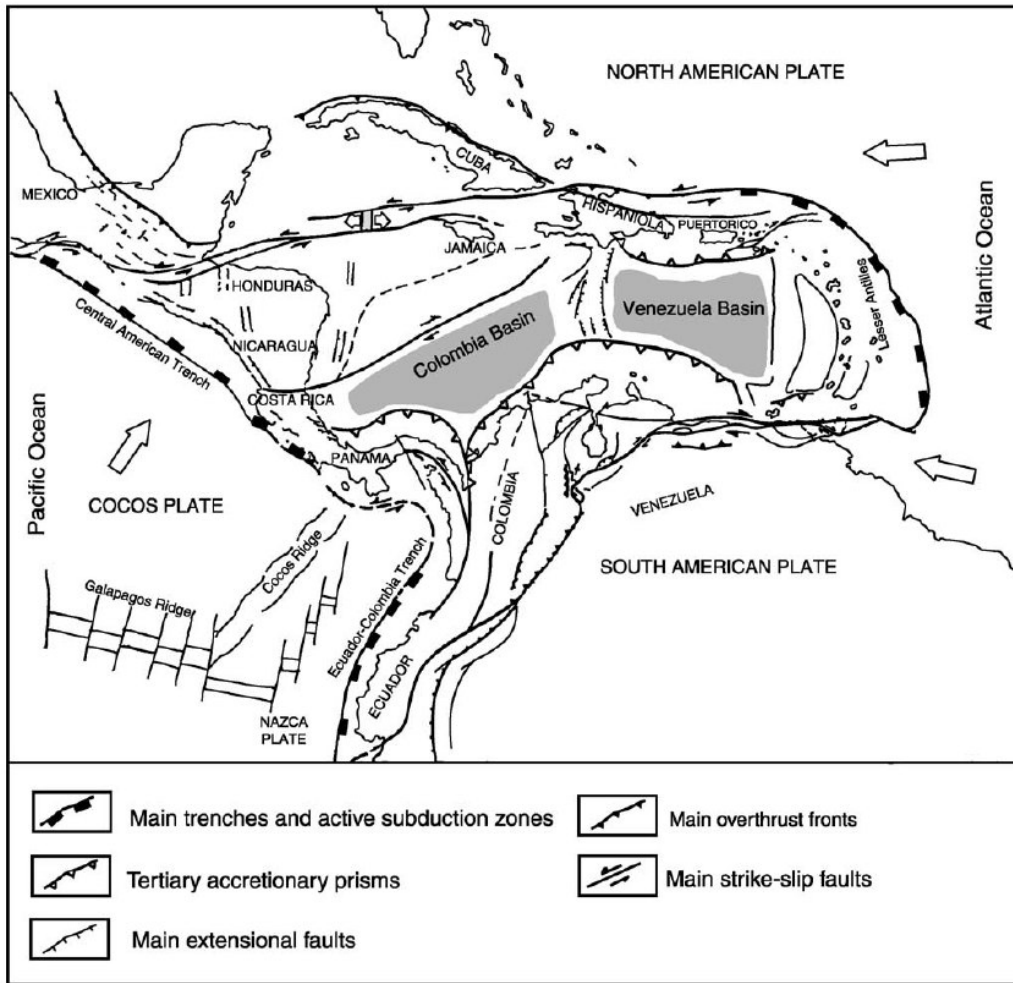 NORTH AMERICAN PLATE
CUBA
MEXICO
HISPANIOLA
PUERTORICO
JAMAICA
Atlantic Ocean
HONDURAS
Lesser Antilles
Venezuela Basin
Central American Trench
NICARAGUA
Colombia Basin
COSTA RICA
PANAMA
Pacific Ocean
COCOS PLATE
COLOMBIA
VENEZUELA
SOUTH AMERICAN PLATE
Cocos Ridge
Galapagos Ridge
Ecuador-Colombia Trench
ECUADOR
NAZCA
PLATE
Main trenches and active subduction zones
Main overthrust fronts
Tertiary accretionary prisms
Main strike-slip faults
Main extensional faults